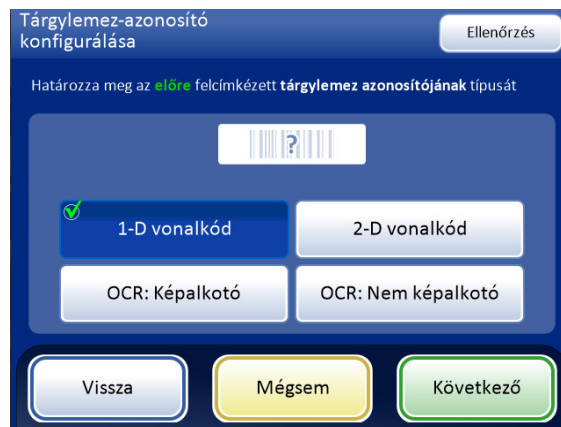 Tárgylemez-azonosító
konfigurálása
Ellenőrzés
Határozza meg az előre felcímkézett tárgylemez azonosítójának típusát
?
1-D vonalkód
2-D vonalkód
OCR: Képalkotó
OCR: Nem képalkotó
Vissza
Mégsem
Következő